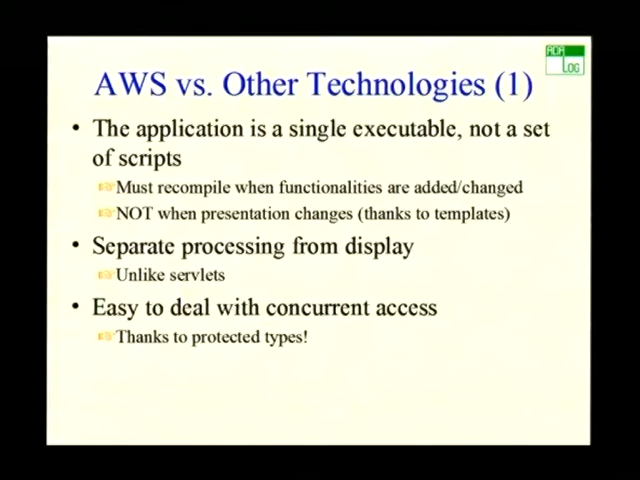 ADA
LOG
AWS vs. Other Technologies (1)
• The application is a single executable, not a set
of scripts
☞Must recompile when functionalities are added/changed
☞NOT when presentation changes (thanks to templates)
• Separate processing from display
☞Unlike servlets
• Easy to deal with concurrent access
☞Thanks to protected types!